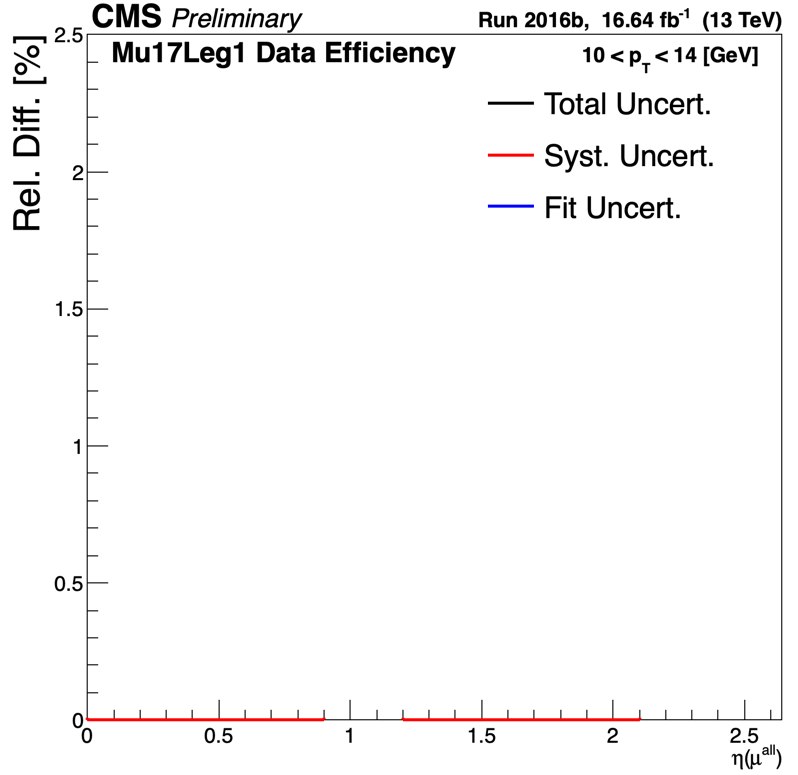 CMS Preliminary
Run 2016b, 16.64 fb⁻¹ (13 TeV)
Mu17Leg1 Data Efficiency
10 < p_T < 14 [GeV]
Total Uncert.
Syst. Uncert.
Fit Uncert.
Rel. Diff. [%]
2.5
2
1.5
1
0.5
0
0 0.5 1 1.5 2 2.5
η(μ^all)